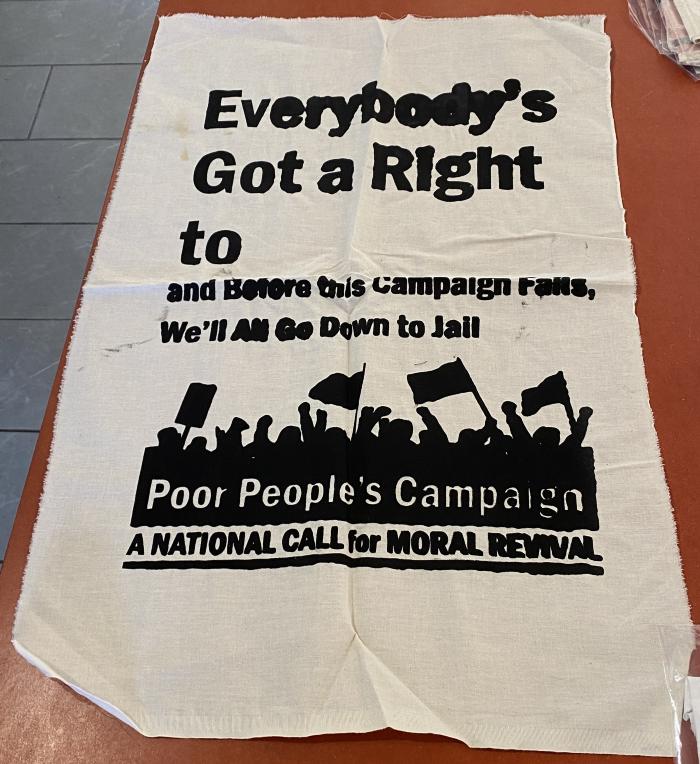 Everybody's
Got a Right
to
and Before this Campaign Fails,
We'll All Go Down to Jail
Poor People's Campaign
A NATIONAL CALL for MORAL REVIVAL